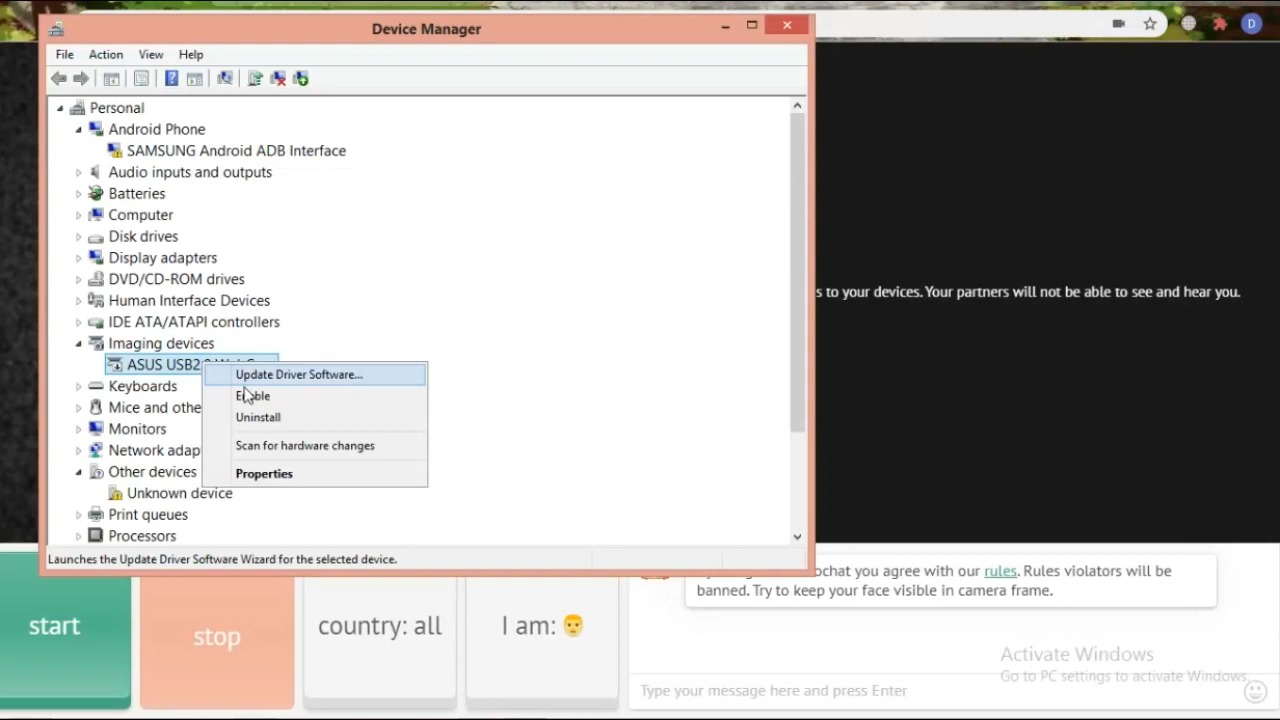 Device Manager
D
File Action View Help
Personal
Android Phone
SAMSUNG Android ADB Interface
Audio inputs and outputs
Batteries
Computer
Disk drives
Display adapters
DVD/CD-ROM drives
Human Interface Devices
s to your devices. Your partners will not be able to see and hear you.
IDE ATA/ATAPI controllers
Imaging devices
ASUS USB2
Update Driver Software...
Keyboards
Enable
Mice and othe
Uninstall
Monitors
Network adap
Scan for hardware changes
Other devices
Properties
Unknown device
Print queues
Processors
Launches the Update Driver Software Wizard for the selected device.
ochat you agree with our rules. Rules violators will be
banned. Try to keep your face visible in camera frame.
start
stop
country: all
I am:
Activate Windows
Go to PC settings to activate Windows.
Type your message here and press Enter